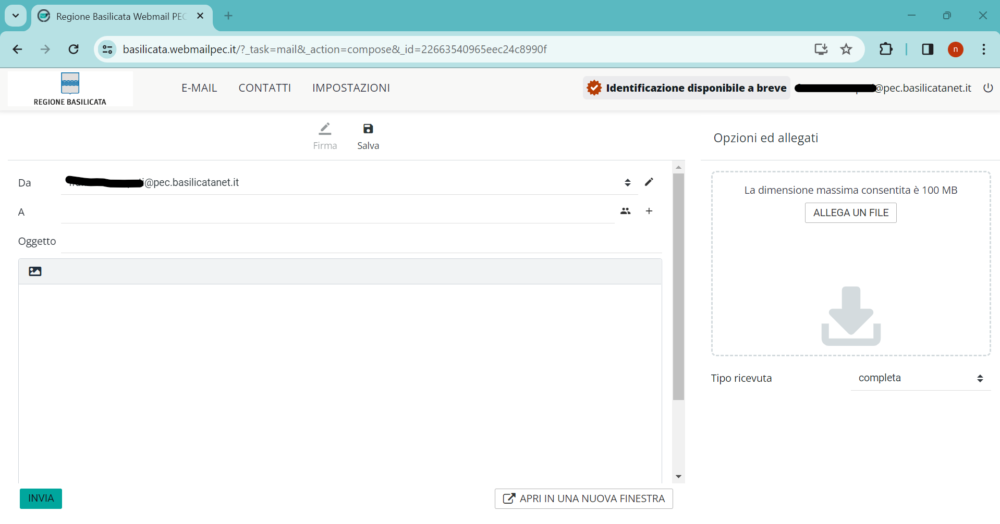 Regione Basilicata Webmail PEC
basilicata.webmailpec.it/?_task=mail&_action=compose&_id=22663540965eec24c8990f
n
REGIONE BASILICATA
E-MAIL CONTATTI IMPOSTAZIONI
Identificazione disponibile a breve
@pec.basilicatanet.it
Firma Salva
Opzioni ed allegati
Da @pec.basilicatanet.it
A
Oggetto
La dimensione massima consentita è 100 MB
ALLEGA UN FILE
Tipo ricevuta completa
INVIA
APRI IN UNA NUOVA FINESTRA